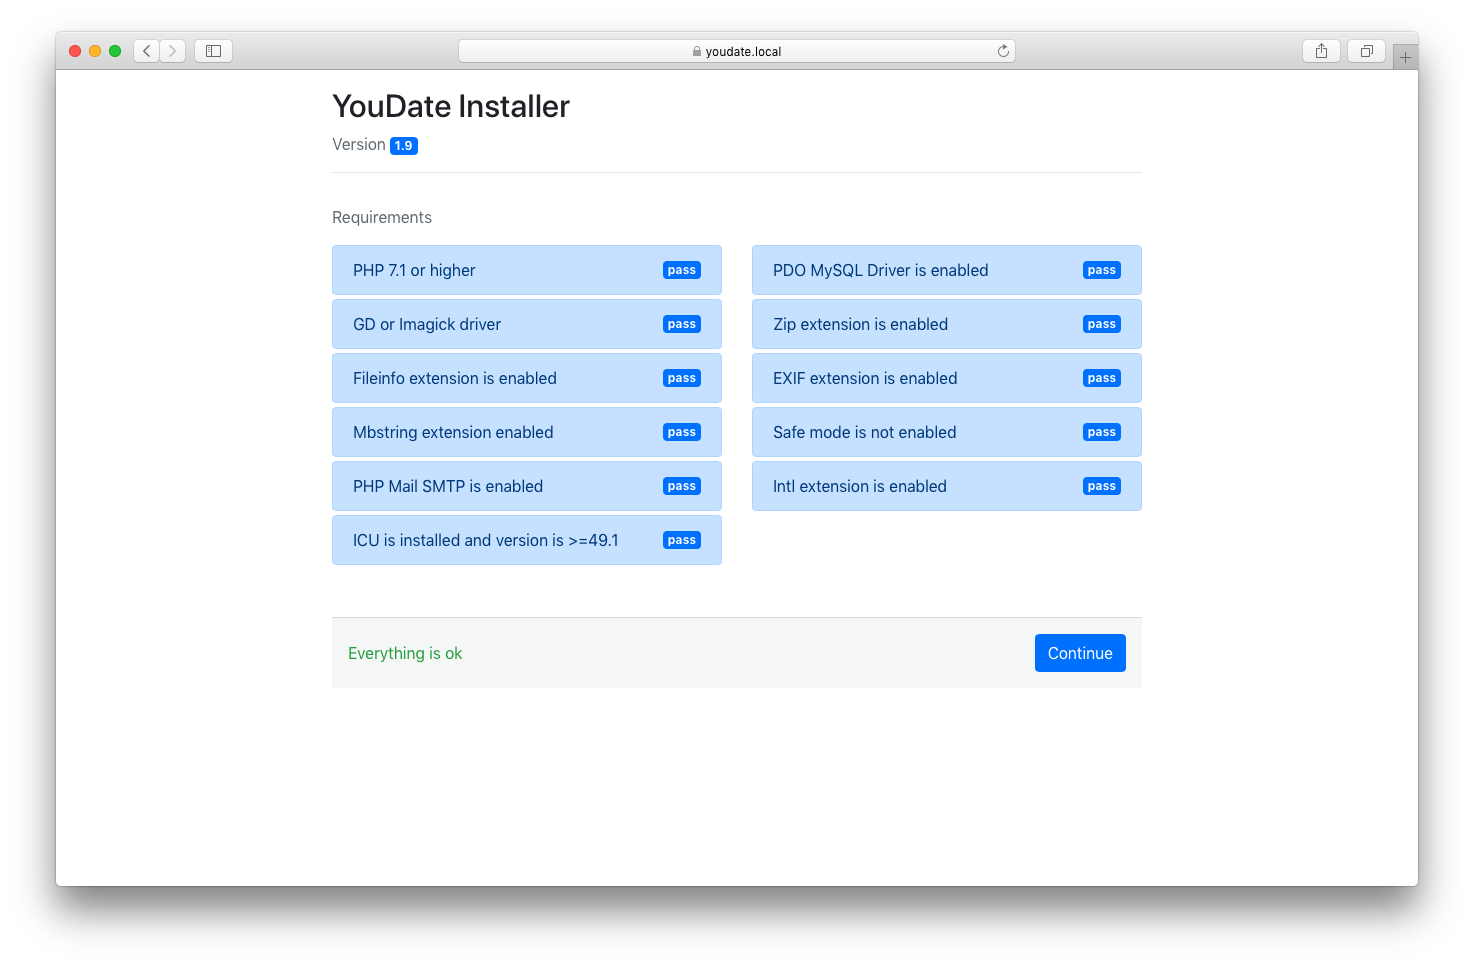 youdate.local
YouDate Installer
Version 1.9
Requirements
PHP 7.1 or higher pass
PDO MySQL Driver is enabled pass
GD or Imagick driver pass
Zip extension is enabled pass
Fileinfo extension is enabled pass
EXIF extension is enabled pass
Mbstring extension enabled pass
Safe mode is not enabled pass
PHP Mail SMTP is enabled pass
Intl extension is enabled pass
ICU is installed and version is >=49.1 pass
Everything is ok
Continue